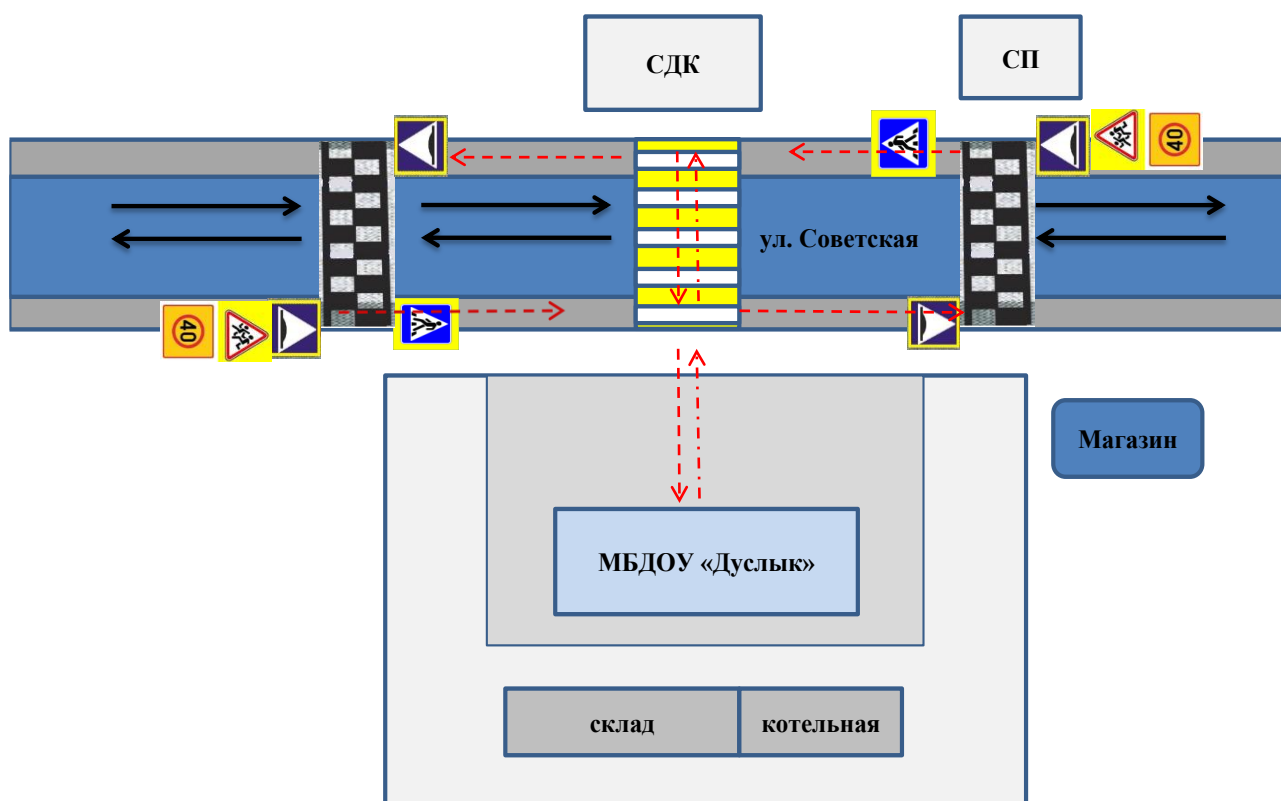 СДК
СП
40
ул. Советская
40
Магазин
МБДОУ «Дуслык»
склад
котельная